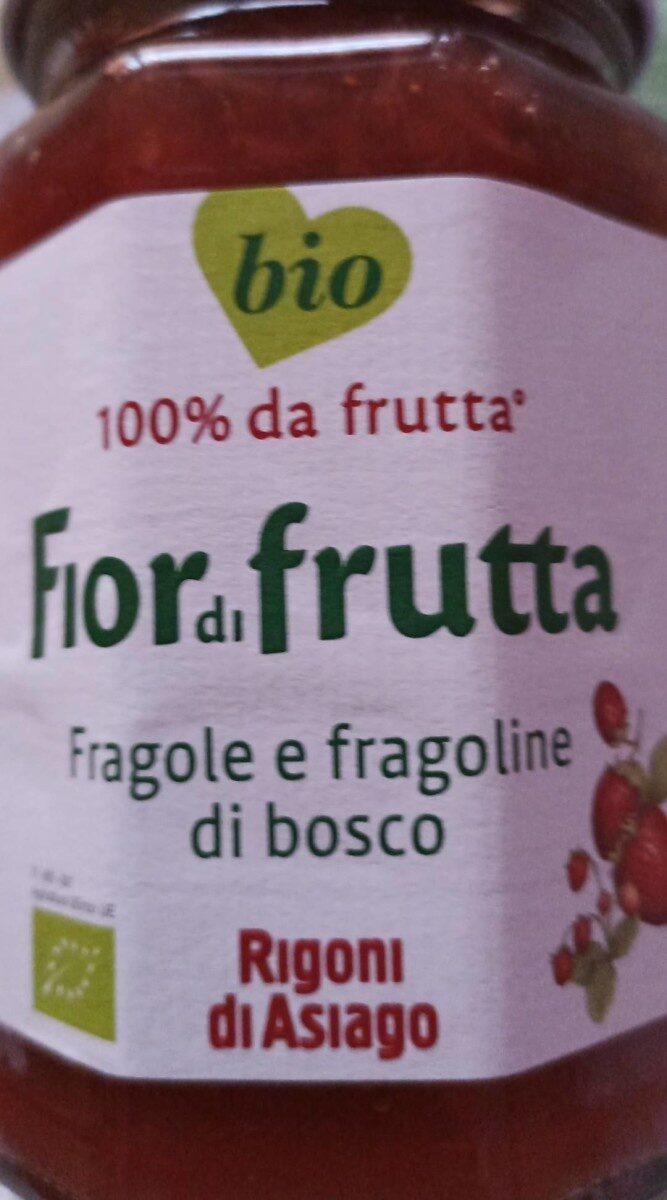 bio
100% da frutta°
Fior di frutta
Fragole e fragoline
di bosco
Rigoni
di Asiago